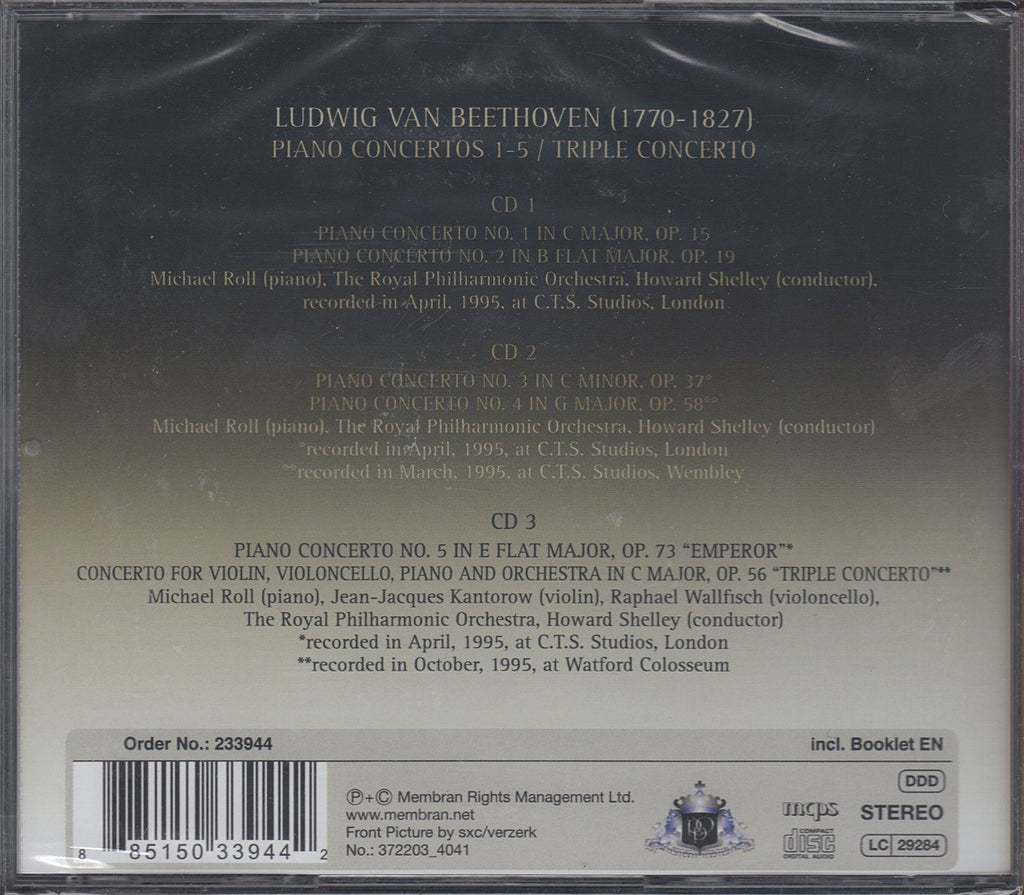 LUDWIG VAN BEETHOVEN (1770-1827)
PIANO CONCERTOS 1-5 / TRIPLE CONCERTO
CD 1
PIANO CONCERTO NO. 1 IN C MAJOR, OP. 15
PIANO CONCERTO NO. 2 IN B FLAT MAJOR, OP. 19
Michael Roll (piano), The Royal Philharmonic Orchestra, Howard Shelley (conductor),
recorded in April, 1995, at C.T.S. Studios, London
CD 2
PIANO CONCERTO NO. 3 IN C MINOR, OP. 37*
PIANO CONCERTO NO. 4 IN G MAJOR, OP. 58**
Michael Roll (piano), The Royal Philharmonic Orchestra, Howard Shelley (conductor)
*recorded in April, 1995, at C.T.S. Studios, London
**recorded in March, 1995, at C.T.S. Studios, Wembley
CD 3
PIANO CONCERTO NO. 5 IN E FLAT MAJOR, OP. 73 “EMPEROR”*
CONCERTO FOR VIOLIN, VIOLONCELLO, PIANO AND ORCHESTRA IN C MAJOR, OP. 56 “TRIPLE CONCERTO”**
Michael Roll (piano), Jean-Jacques Kantorow (violin), Raphael Wallfisch (violoncello),
The Royal Philharmonic Orchestra, Howard Shelley (conductor)
*recorded in April, 1995, at C.T.S. Studios, London
**recorded in October, 1995, at Watford Colosseum
Order No.: 233944
incl. Booklet EN
8 85150 33944 2
℗+© Membran Rights Management Ltd.
www.membran.net
Front Picture by sxc/verzerk
No.: 372203_4041
DDD
mcps
STEREO
COMPACT
disc
DIGITAL AUDIO
LC 29284